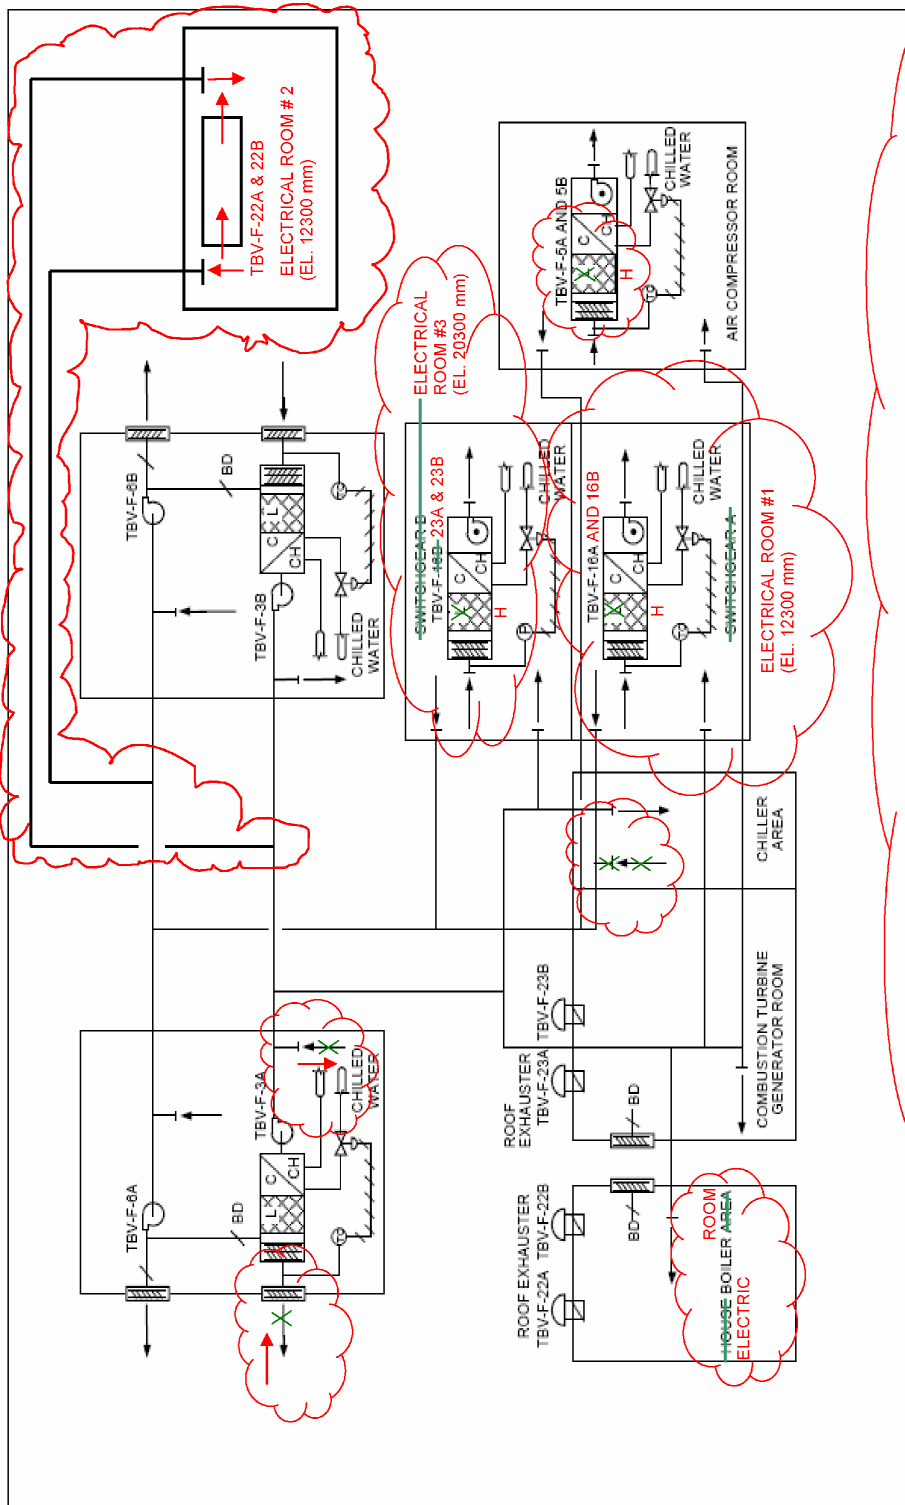 TBV-F-22A & 22B
ELECTRICAL ROOM # 2
(EL. 12300 mm)
TBV-F-6B
BD
L
C
CH
TBV-F-3B
CHILLED
WATER
ELECTRICAL
ROOM #3
(EL. 20300 mm)
SWITCHGEAR B
TBV-F-16B 23A & 23B
C
CH
H
CHILLED
WATER
TBV-F-5A AND 5B
C
CH
H
TC
CHILLED
WATER
AIR COMPRESSOR ROOM
TBV-F-16A AND 16B
C
CH
H
TC
CHILLED
WATER
SWITCHGEAR A
ELECTRICAL ROOM #1
(EL. 12300 mm)
CHILLER
AREA
COMBUSTION TURBINE
GENERATOR ROOM
TBV-F-23B
ROOF
EXHAUSTER
TBV-F-23A
BD
TBV-F-6A
BD
L
C
CH
TBV-F-3A
TC
CHILLED
WATER
ROOF EXHAUSTER
TBV-F-22A TBV-F-22B
BD
ROOM
HOUSE BOILER AREA
ELECTRIC